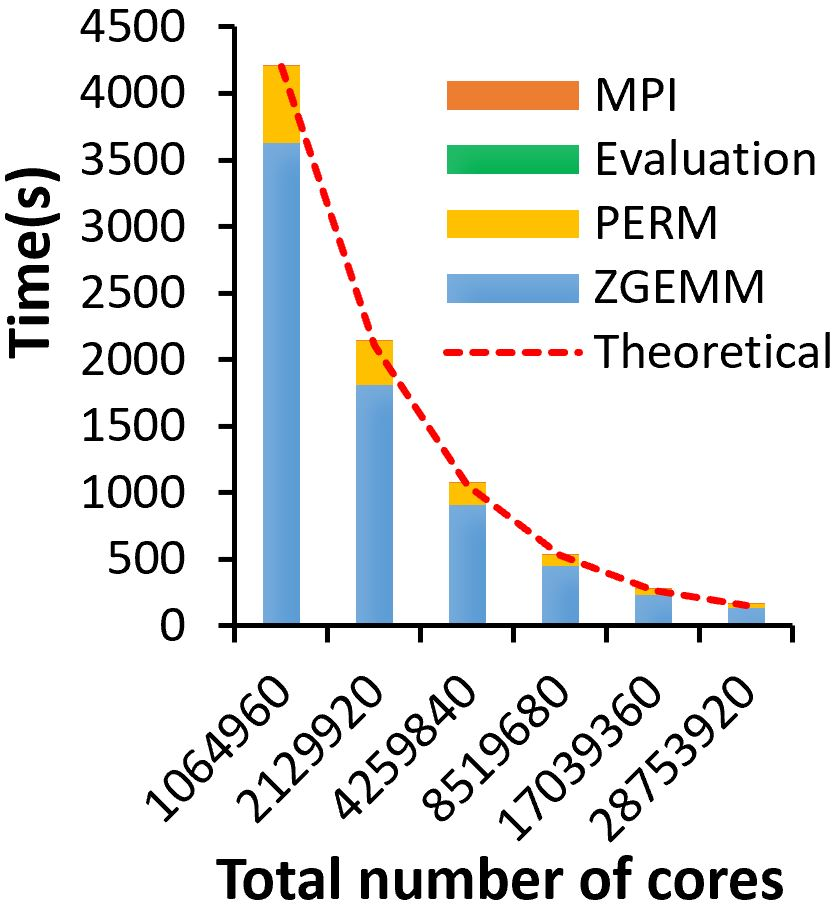 4500
4000
3500
3000
2500
2000
1500
1000
500
0
Time(s)
MPI
Evaluation
PERM
ZGEMM
Theoretical
1064960
2129920
4259840
8519680
17039360
28753920
Total number of cores